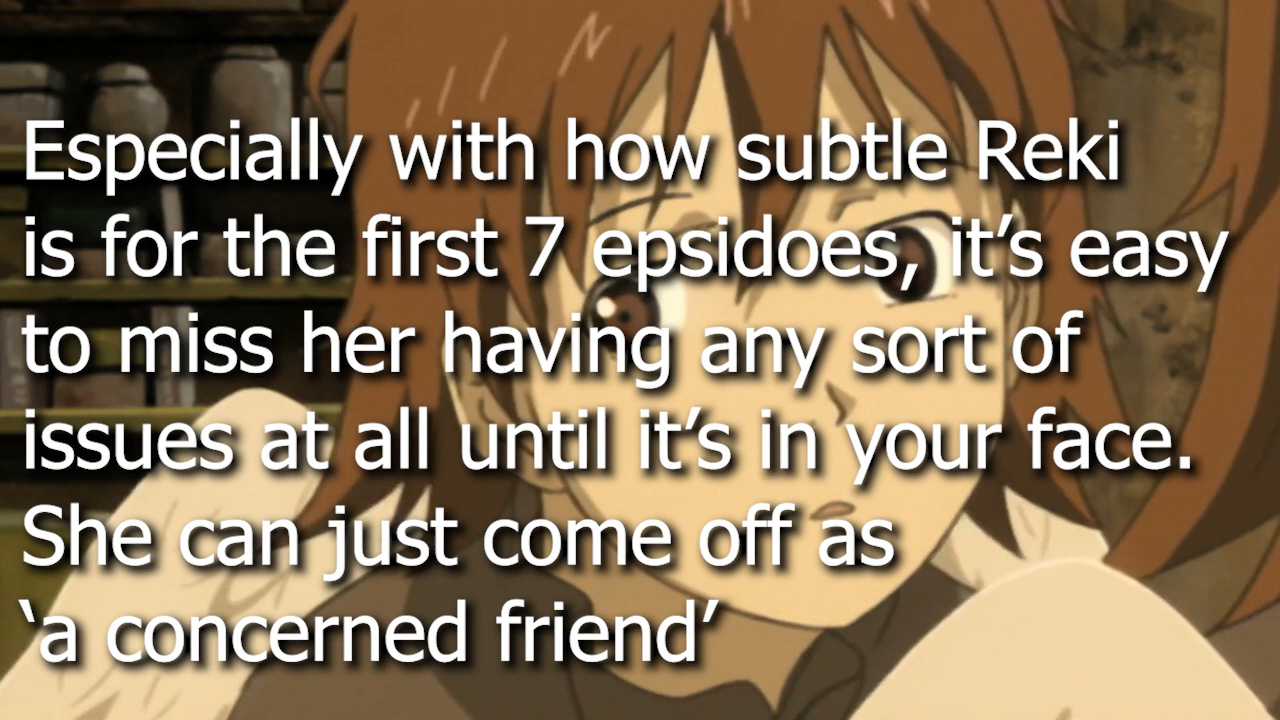 Especially with how subtle Reki
is for the first 7 epsidoes, it’s easy
to miss her having any sort of
issues at all until it’s in your face.
She can just come off as
‘a concerned friend’